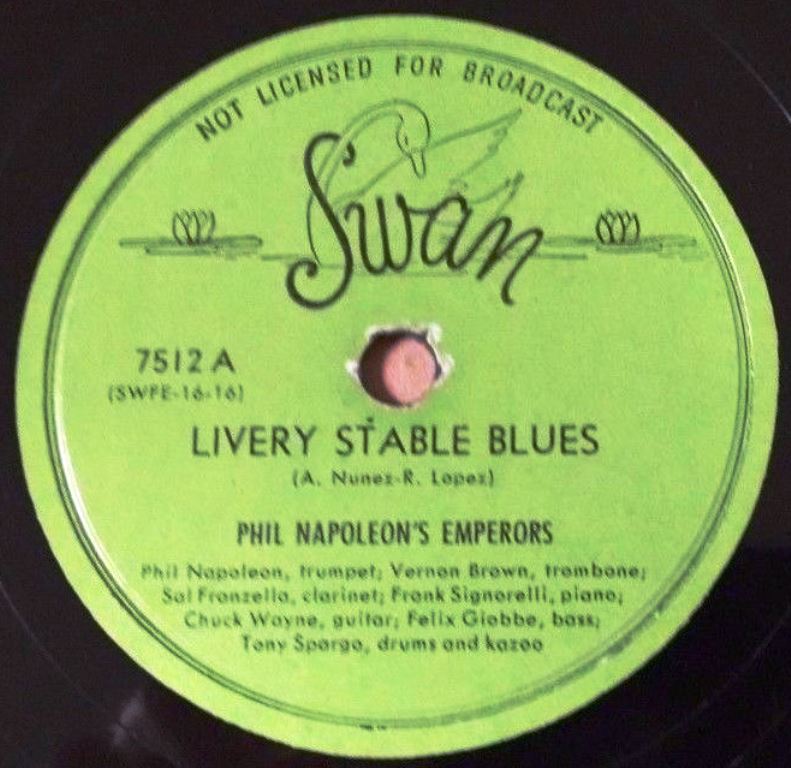 NOT LICENSED FOR BROADCAST
Swan
7512 A
(SWPE-16-16)
LIVERY STABLE BLUES
(A. Nunez-R. Lopez)
PHIL NAPOLEON'S EMPERORS
Phil Napoleon, trumpet; Vernon Brown, trombone;
Sal Franzella, clarinet; Frank Signorelli, piano;
Chuck Wayne, guitar; Felix Giobbe, bass;
Tony Spargo, drums and kazoo